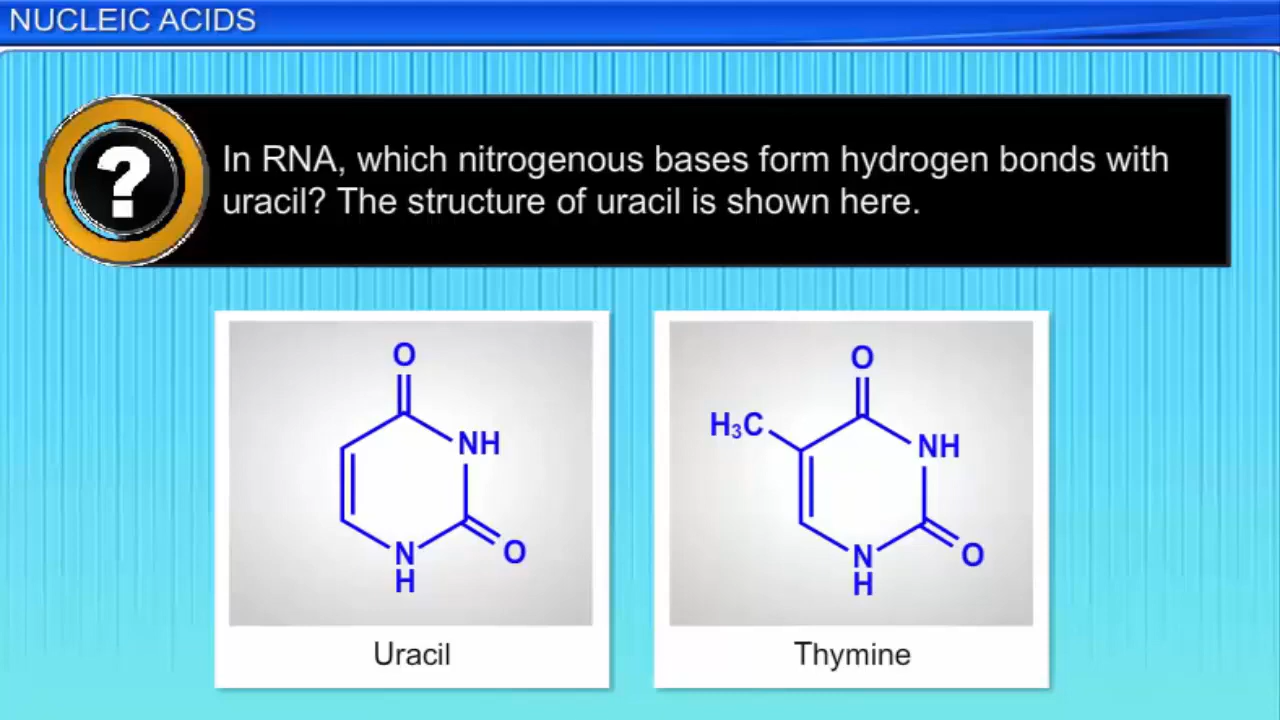 NUCLEIC ACIDS
?
In RNA, which nitrogenous bases form hydrogen bonds with
uracil? The structure of uracil is shown here.
O
NH
O
N
H
Uracil
O
H₃C
NH
O
N
H
Thymine